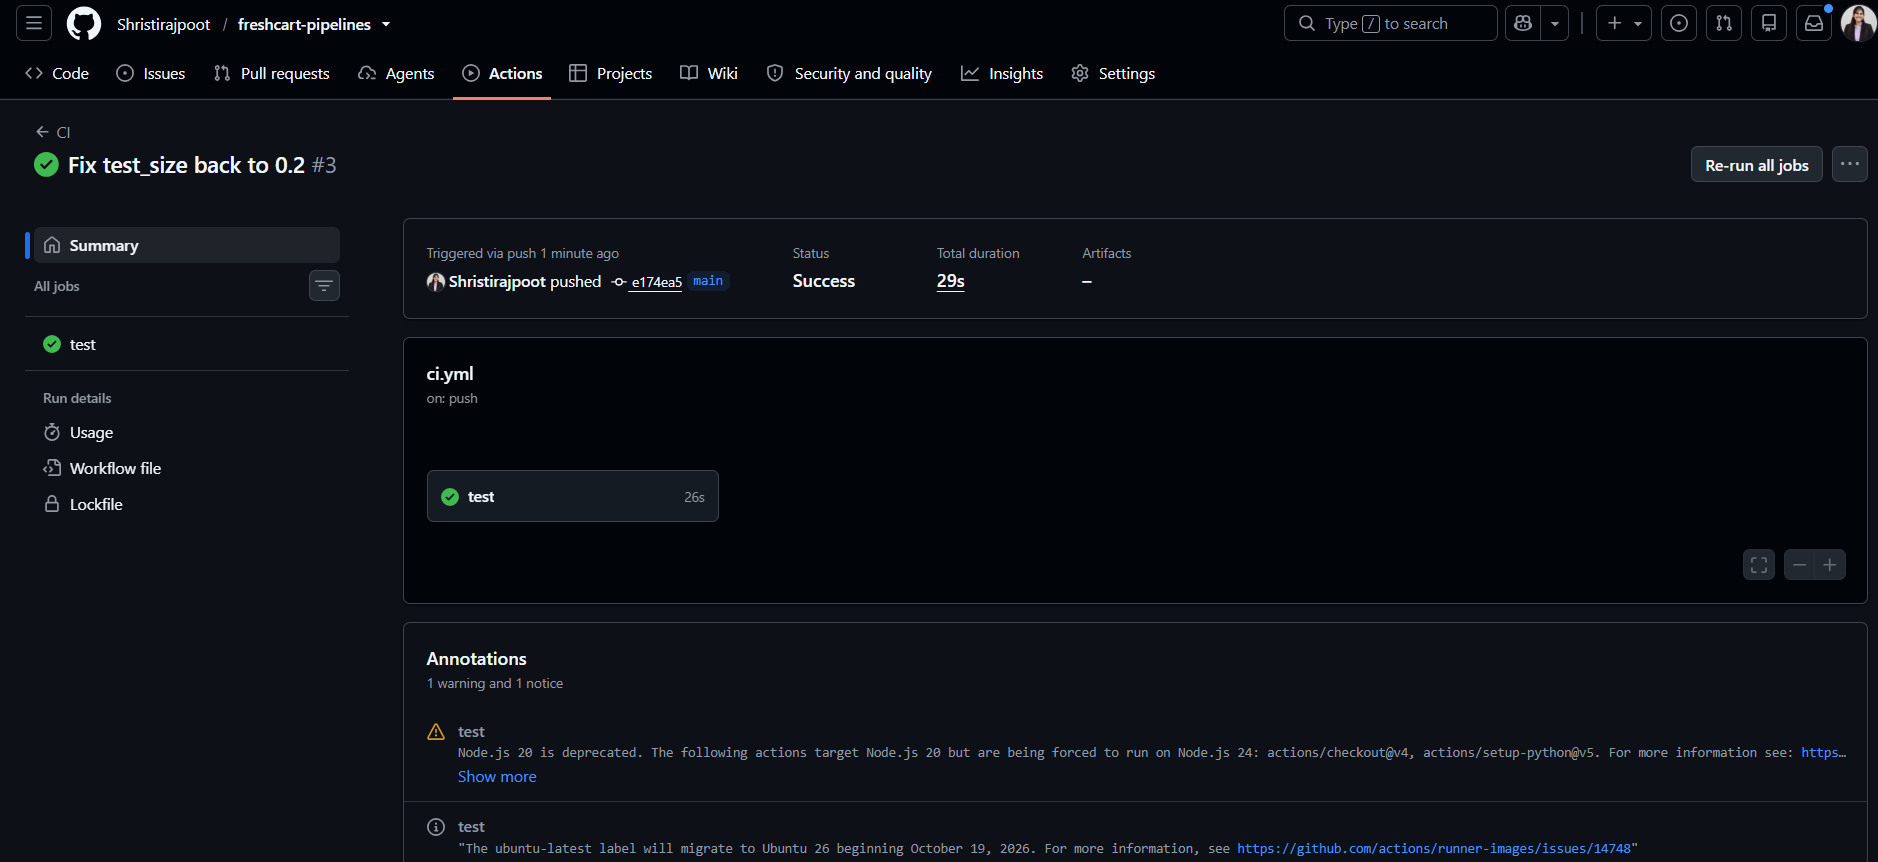 Shristirajpoot / freshcart-pipelines
Type / to search
Code
Issues
Pull requests
Agents
Actions
Projects
Wiki
Security and quality
Insights
Settings
CI
Fix test_size back to 0.2 #3
Re-run all jobs
Summary
All jobs
test
Run details
Usage
Workflow file
Lockfile
Triggered via push 1 minute ago
Shristirajpoot pushed e174ea5 main
Status
Success
Total duration
29s
Artifacts
–
ci.yml
on: push
test 26s
Annotations
1 warning and 1 notice
test
Node.js 20 is deprecated. The following actions target Node.js 20 but are being forced to run on Node.js 24: actions/checkout@v4, actions/setup-python@v5. For more information see: https…
Show more
test
"The ubuntu-latest label will migrate to Ubuntu 26 beginning October 19, 2026. For more information, see https://github.com/actions/runner-images/issues/14748"